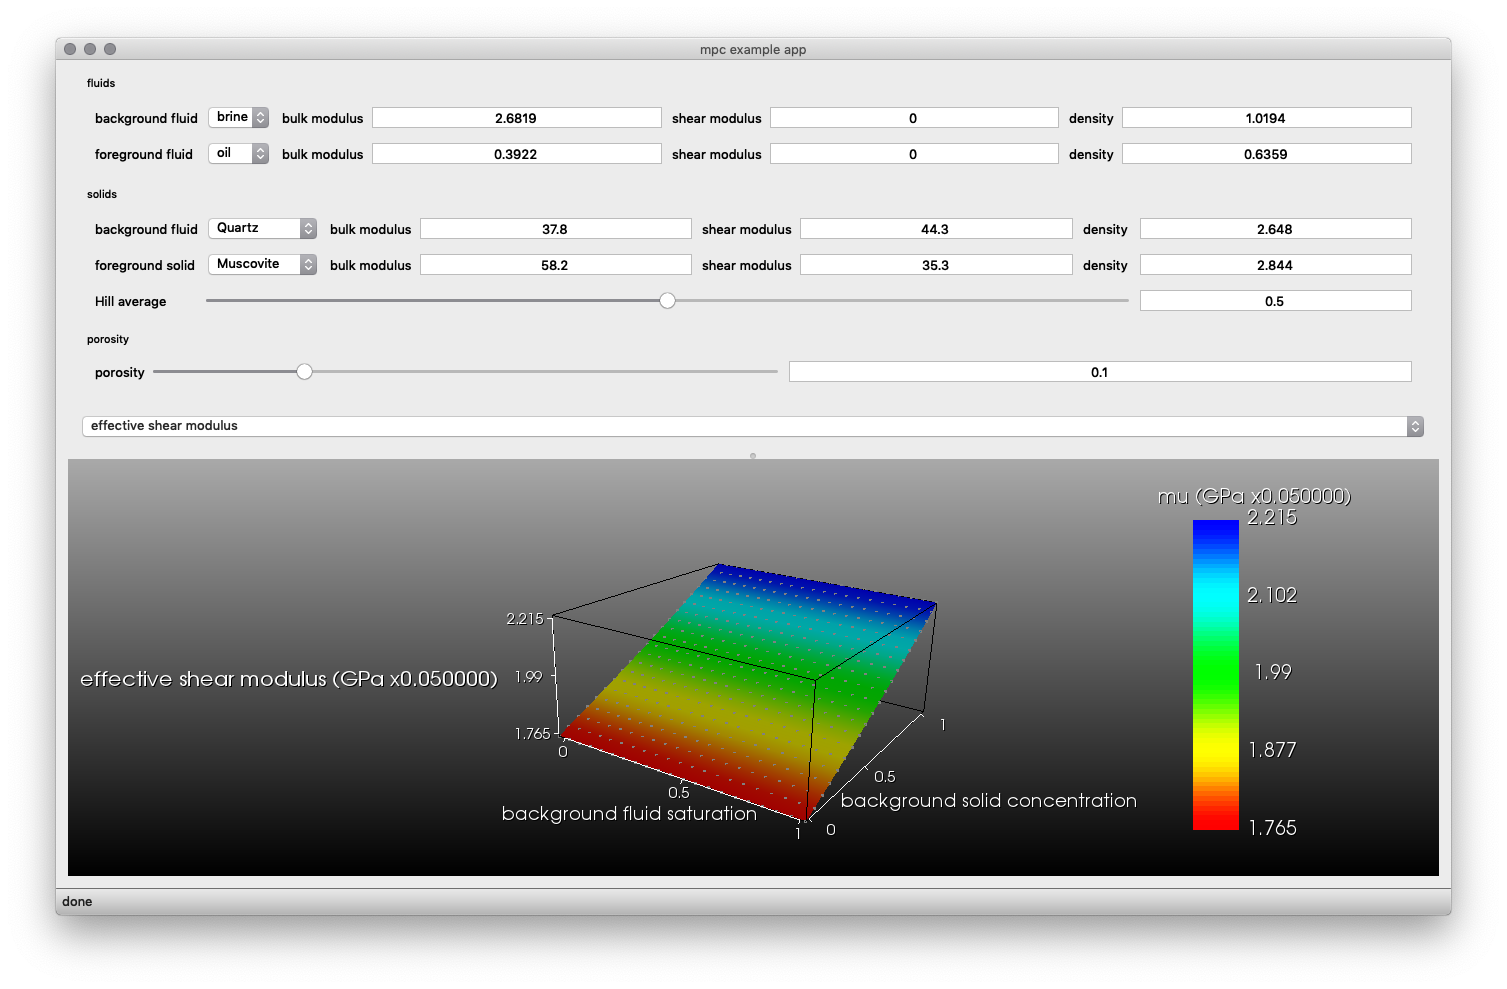 mpc example app
fluids
background fluid brine bulk modulus 2.6819 shear modulus 0 density 1.0194
foreground fluid oil bulk modulus 0.3922 shear modulus 0 density 0.6359
solids
background fluid Quartz bulk modulus 37.8 shear modulus 44.3 density 2.648
foreground solid Muscovite bulk modulus 58.2 shear modulus 35.3 density 2.844
Hill average 0.5
porosity
porosity 0.1
effective shear modulus
mu (GPa x0.050000)
2.215
2.102
1.99
1.877
1.765
2.215
effective shear modulus (GPa x0.050000) 1.99
1.765
0
0.5
1
background fluid saturation
0
0.5
1
background solid concentration
done